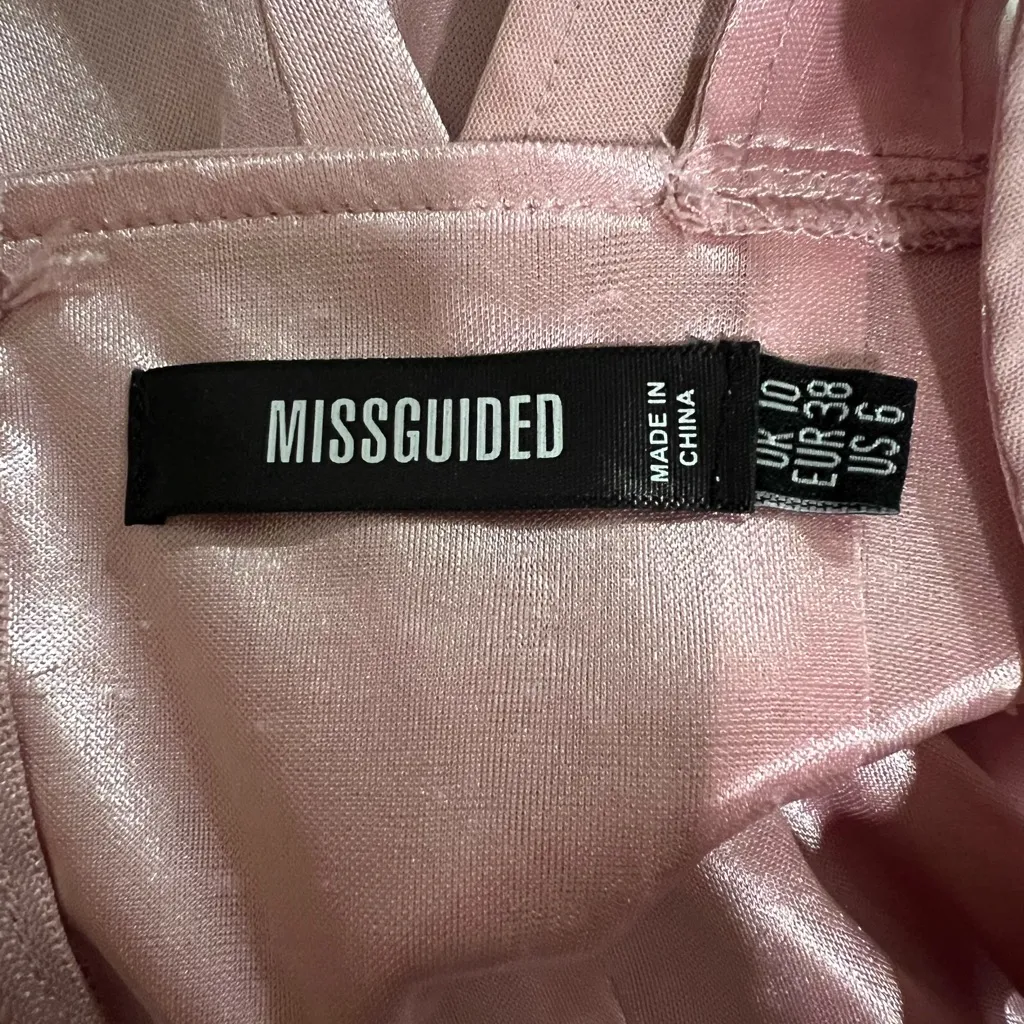 MISSGUIDED
MADE IN
CHINA
UK 10
EUR 38
US 6